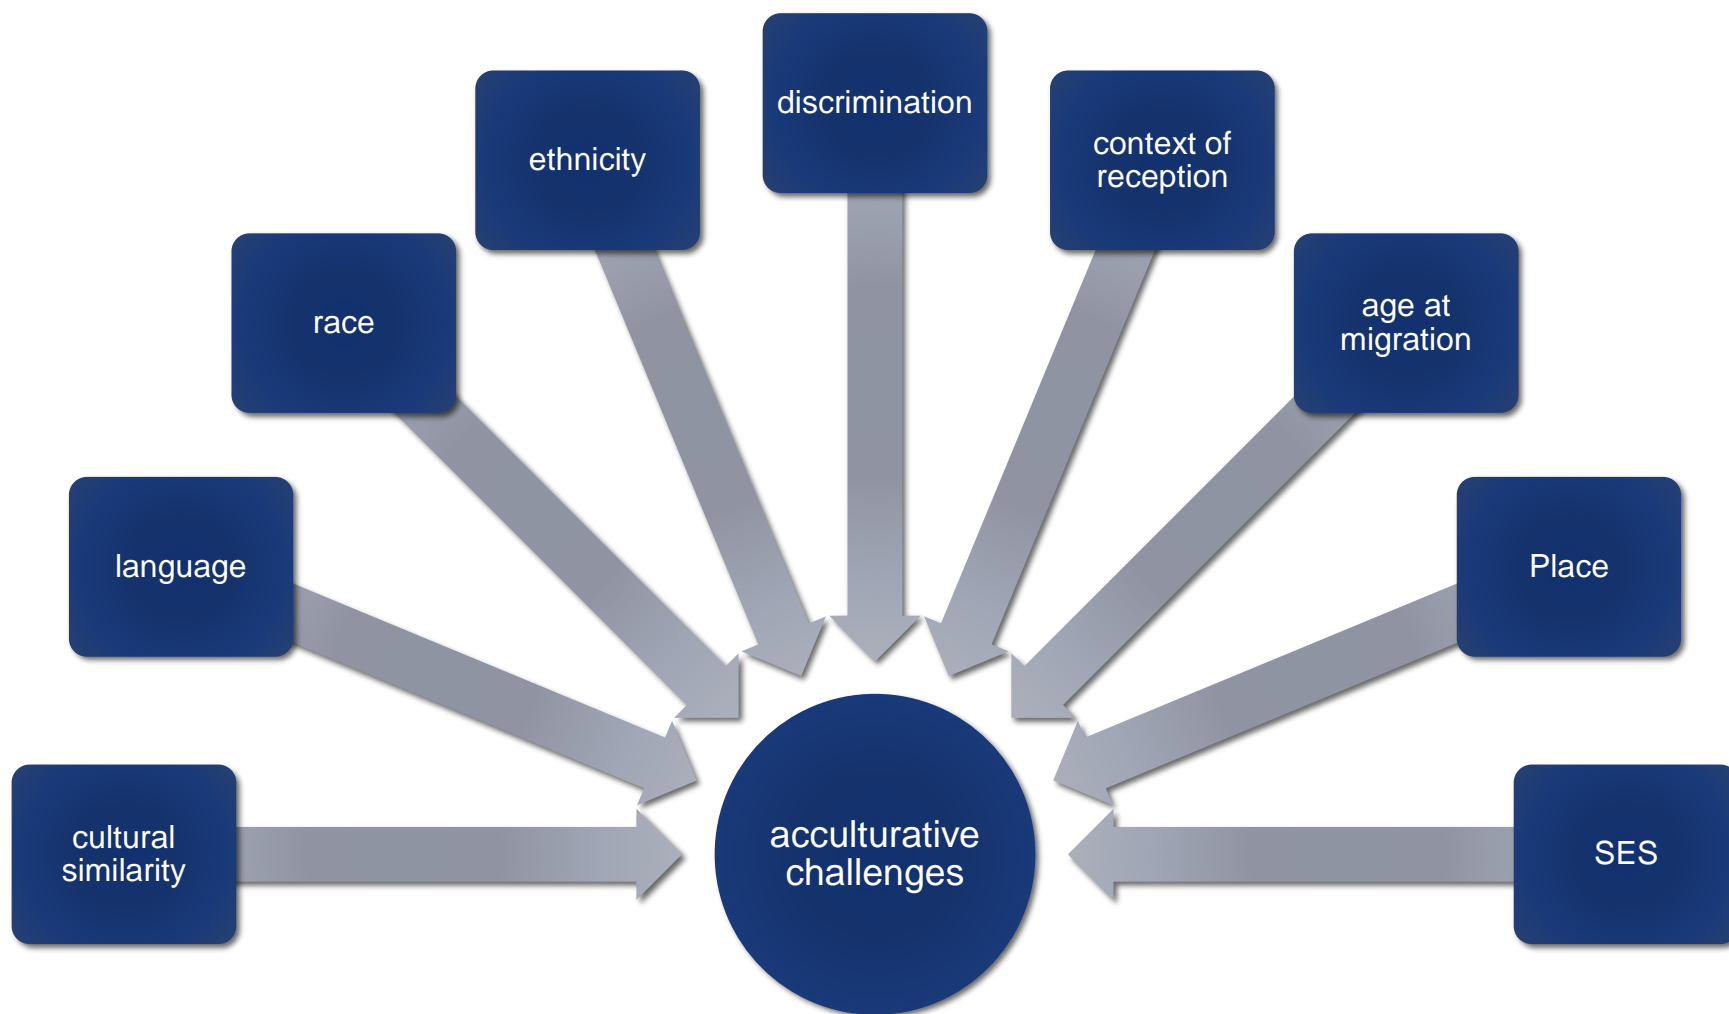 discrimination
ethnicity
context of
reception
race
age at
migration
language
Place
cultural
similarity
acculturative
challenges
SES